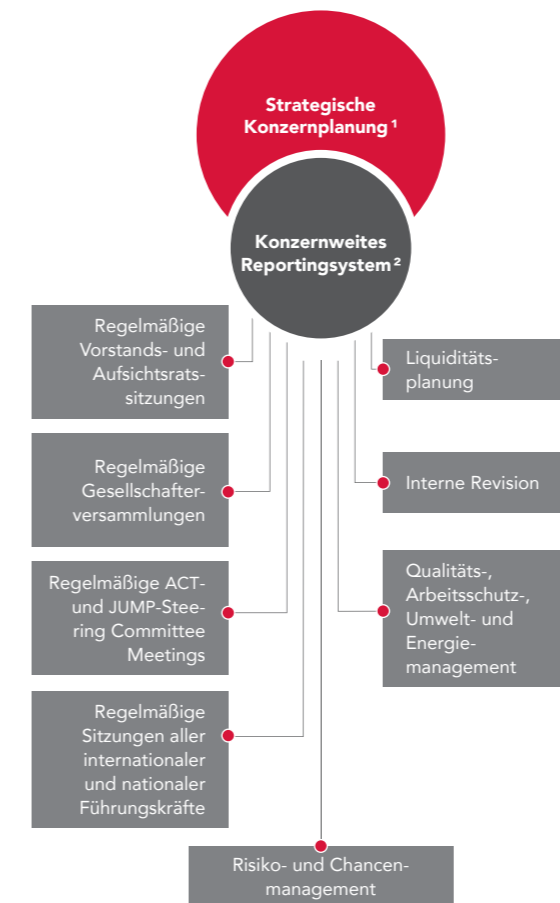 Strategische
Konzernplanung ¹
Konzernweites
Reportingsystem ²
Regelmäßige
Vorstands- und
Aufsichtsrats-
sitzungen
Regelmäßige
Gesellschafter-
versammlungen
Regelmäßige ACT-
und JUMP-Stee-
ring Committee
Meetings
Regelmäßige
Sitzungen aller
internationaler
und nationaler
Führungskräfte
Liquiditäts-
planung
Interne Revision
Qualitäts-,
Arbeitsschutz-,
Umwelt- und
Energie-
management
Risiko- und Chancen-
management